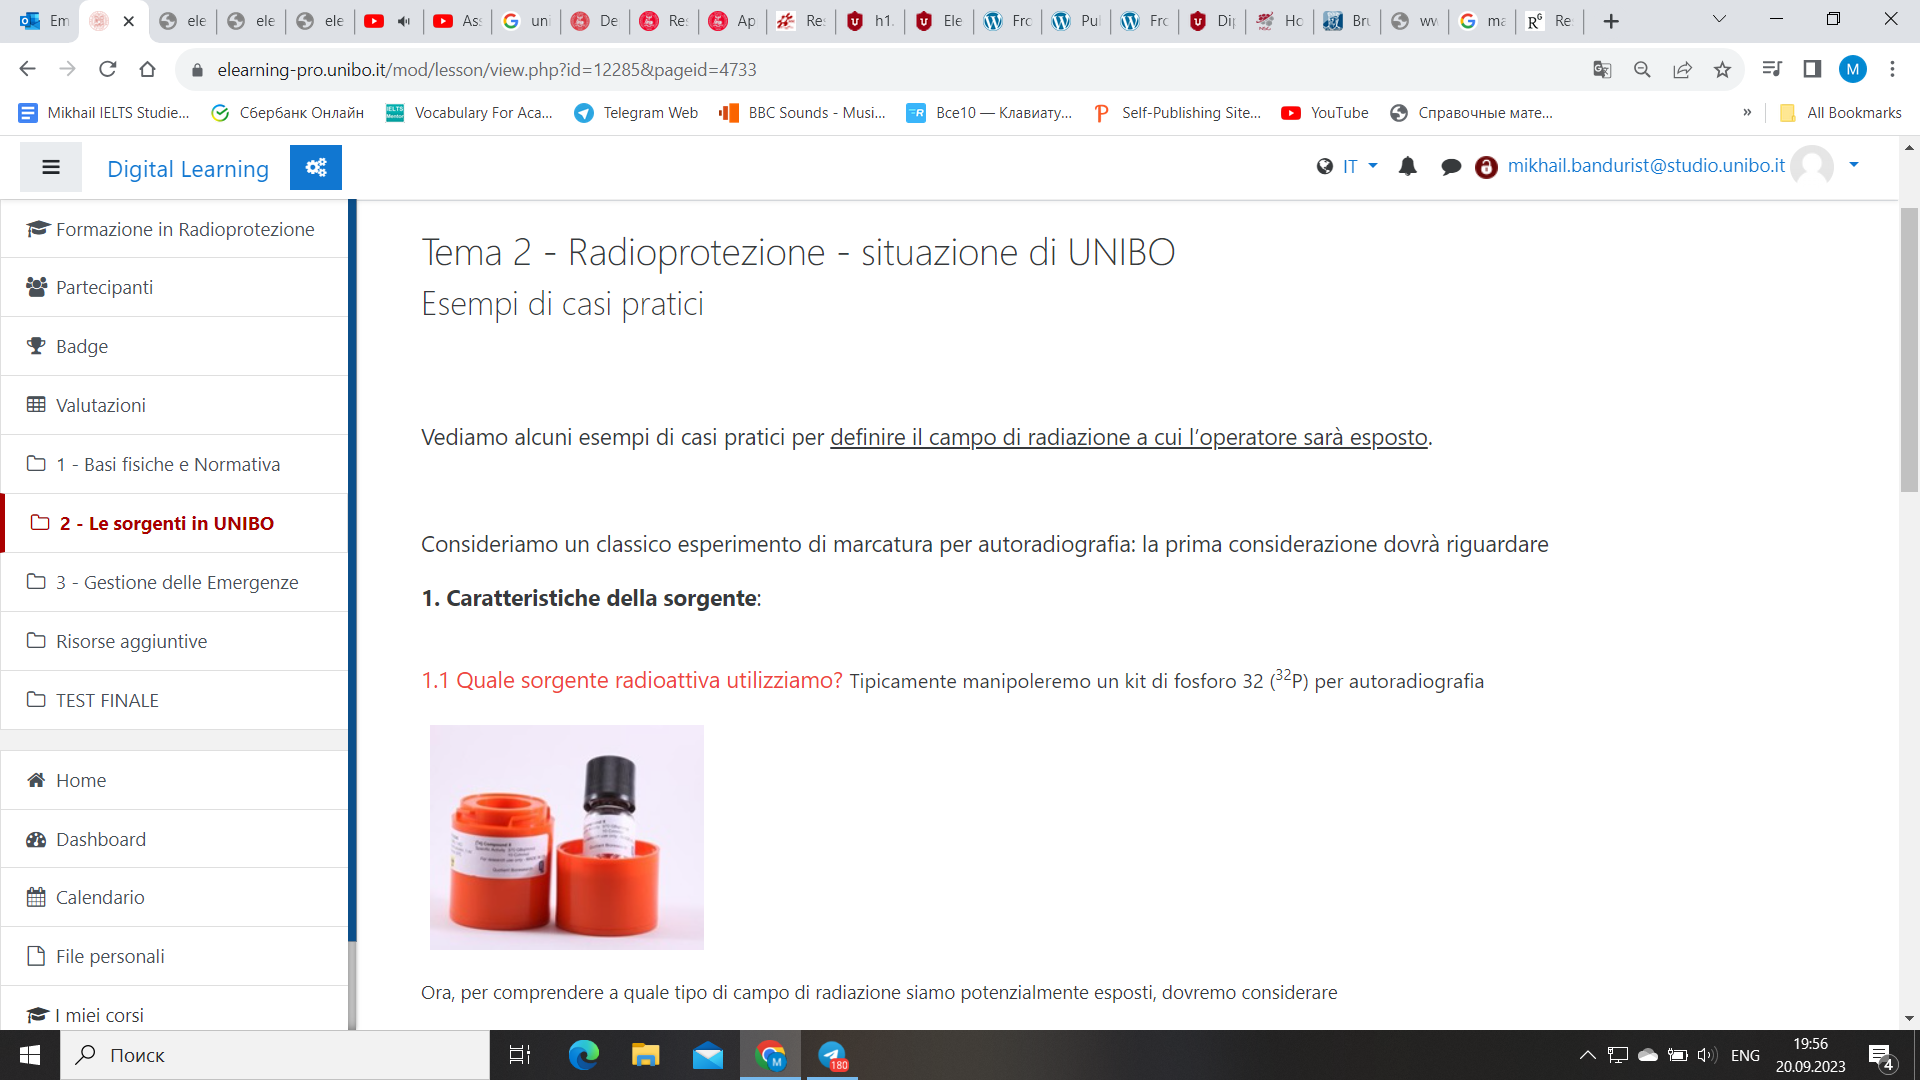 Em
ele
ele
ele
Ass
uni
De
Res
Ap
Res
h1.
Ele
Fro
Pul
Fro
Dip
Ho
Bru
ww
ma
Re
elearning-pro.unibo.it/mod/lesson/view.php?id=12285&pageid=4733
M
Mikhail IELTS Studie...
Сбербанк Онлайн
Vocabulary For Aca...
Telegram Web
BBC Sounds - Musi...
Все10 — Клавиату...
Self-Publishing Site...
YouTube
Справочные мате...
»
All Bookmarks
Digital Learning
IT
mikhail.bandurist@studio.unibo.it
Formazione in Radioprotezione
Partecipanti
Badge
Valutazioni
1 - Basi fisiche e Normativa
2 - Le sorgenti in UNIBO
3 - Gestione delle Emergenze
Risorse aggiuntive
TEST FINALE
Home
Dashboard
Calendario
File personali
I miei corsi
Tema 2 - Radioprotezione - situazione di UNIBO
Esempi di casi pratici
Vediamo alcuni esempi di casi pratici per definire il campo di radiazione a cui l’operatore sarà esposto.
Consideriamo un classico esperimento di marcatura per autoradiografia: la prima considerazione dovrà riguardare
1. Caratteristiche della sorgente:
1.1 Quale sorgente radioattiva utilizziamo? Tipicamente manipoleremo un kit di fosforo 32 (³²P) per autoradiografia
Ora, per comprendere a quale tipo di campo di radiazione siamo potenzialmente esposti, dovremo considerare
Поиск
M
180
ENG
19:56
20.09.2023
4